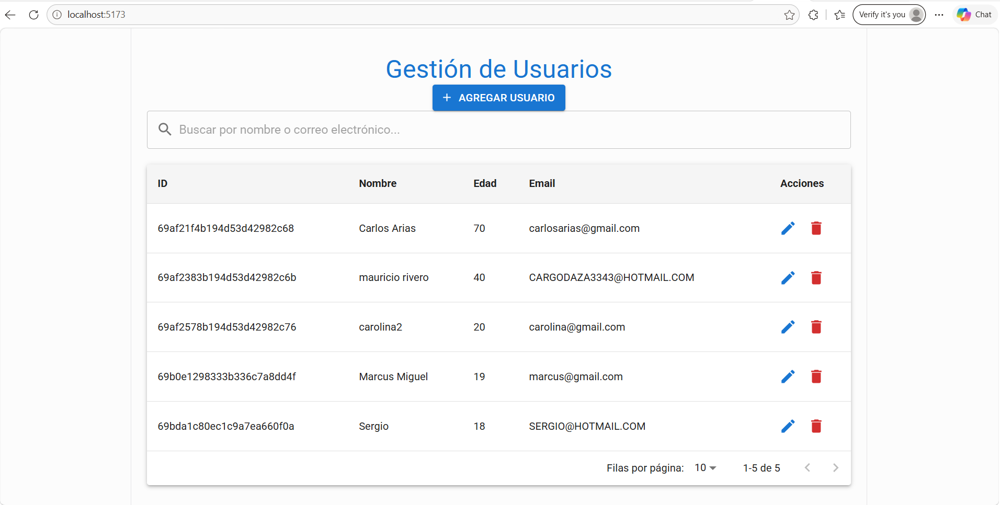 localhost:5173
Verify it's you
Chat
Gestión de Usuarios
+ AGREGAR USUARIO
Buscar por nombre o correo electrónico...
ID Nombre Edad Email Acciones
69af21f4b194d53d42982c68 Carlos Arias 70 carlosarias@gmail.com
69af2383b194d53d42982c6b mauricio rivero 40 CARGODAZA3343@HOTMAIL.COM
69af2578b194d53d42982c76 carolina2 20 carolina@gmail.com
69b0e1298333b336c7a8dd4f Marcus Miguel 19 marcus@gmail.com
69bda1c80ec1c9a7ea660f0a Sergio 18 SERGIO@HOTMAIL.COM
Filas por página: 10 1-5 de 5